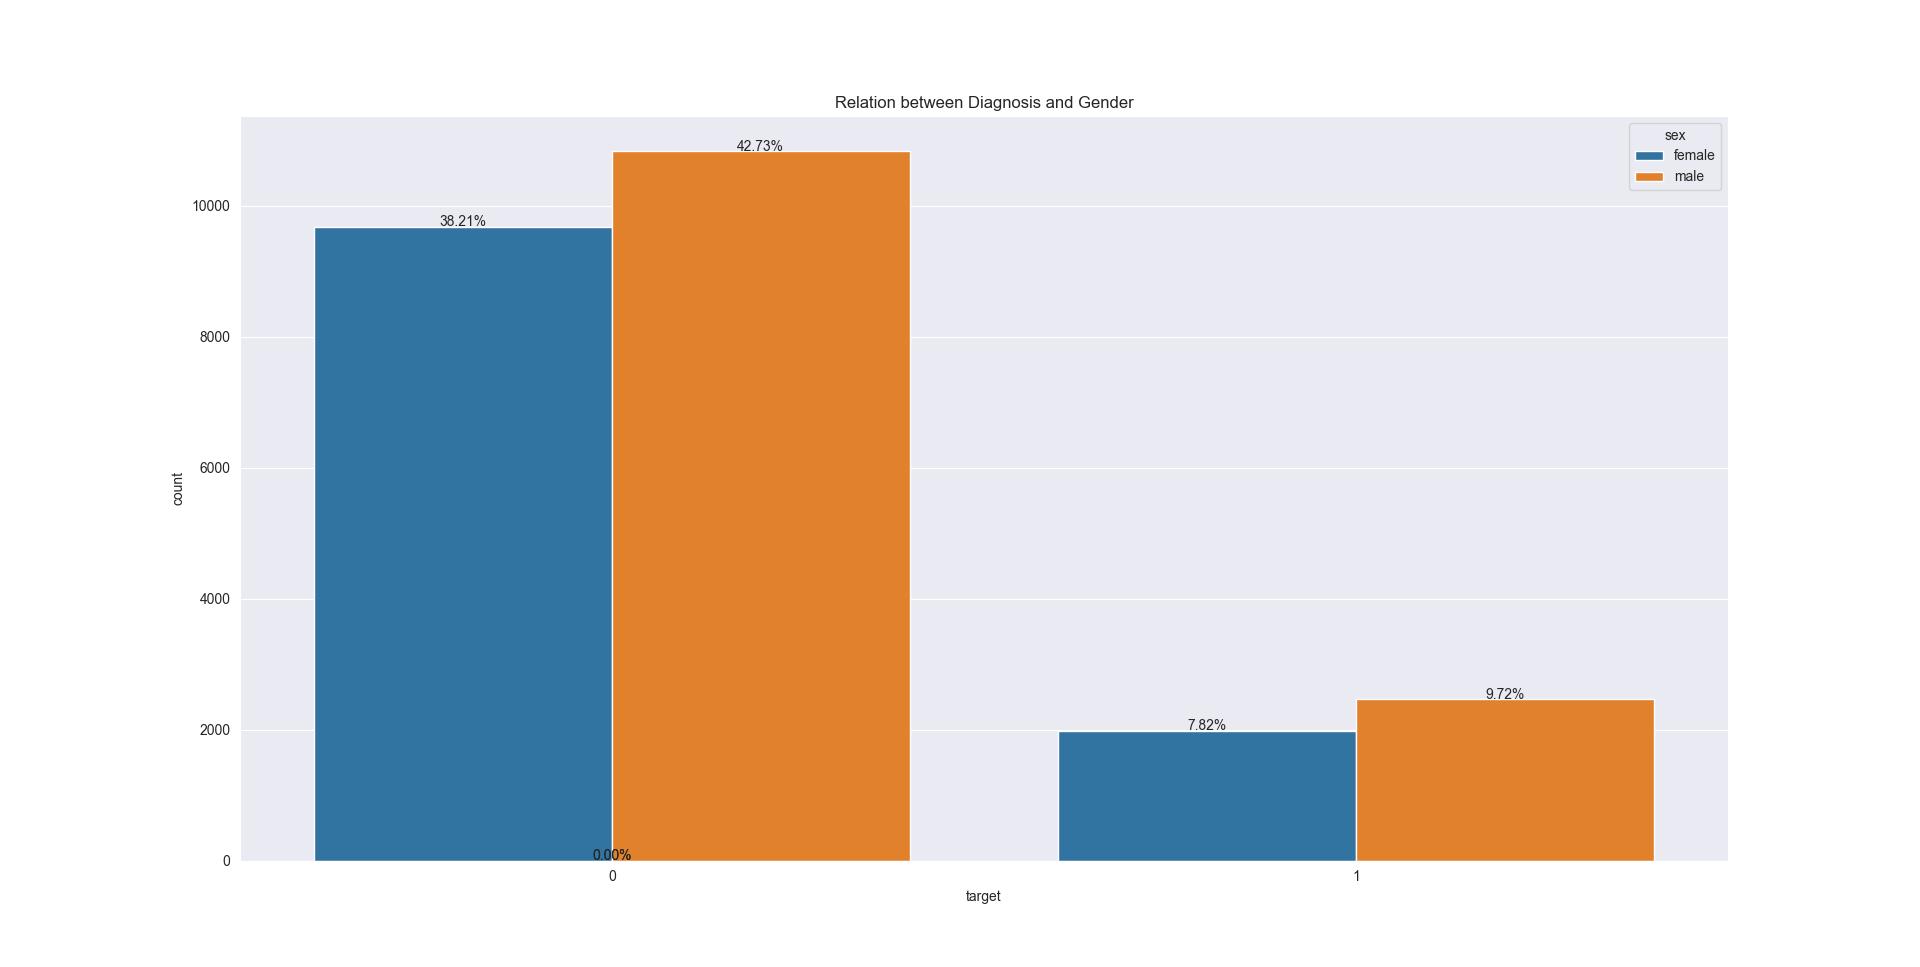 Relation between Diagnosis and Gender
sex
female
male
42.73%
38.21%
9.72%
7.82%
0.00%
10000
8000
6000
4000
2000
0
count
0
1
target